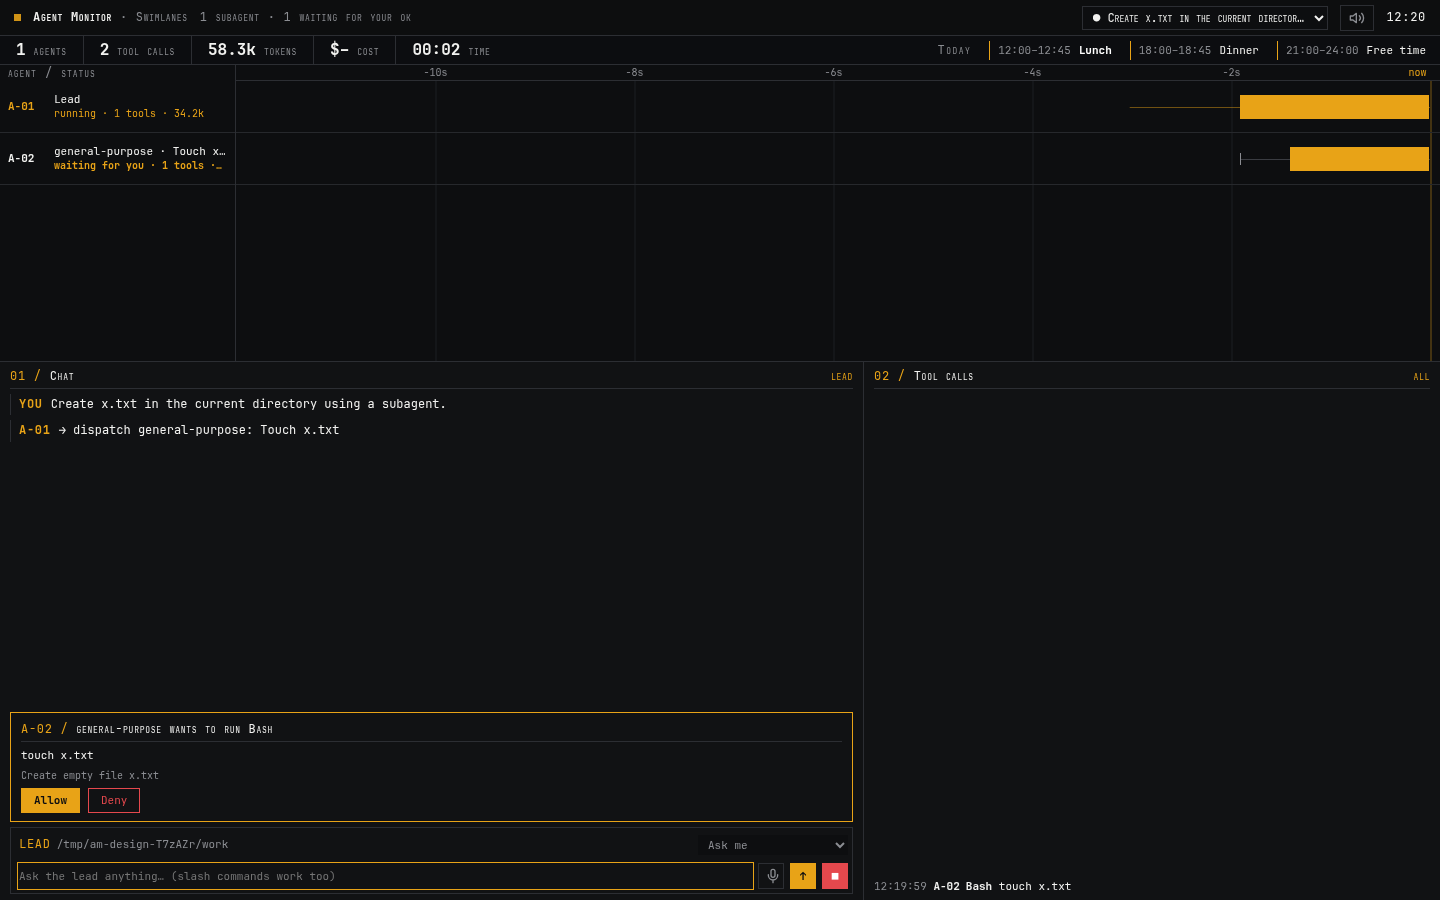 Agent Monitor · Swimlanes 1 subagent · 1 waiting for your ok
Create x.txt in the current director… 12:20
1 agents 2 tool calls 58.3k tokens $– cost 00:02 time
Today 12:00–12:45 Lunch 18:00–18:45 Dinner 21:00–24:00 Free time
agent / status -10s -8s -6s -4s -2s now
A-01 Lead
running · 1 tools · 34.2k
A-02 general-purpose · Touch x…
waiting for you · 1 tools ·…
01 / Chat lead
YOU Create x.txt in the current directory using a subagent.
A-01 → dispatch general-purpose: Touch x.txt
A-02 / general-purpose wants to run Bash
touch x.txt
Create empty file x.txt
Allow Deny
LEAD /tmp/am-design-T7zAZr/work Ask me
Ask the lead anything… (slash commands work too)
02 / Tool calls all
12:19:59 A-02 Bash touch x.txt